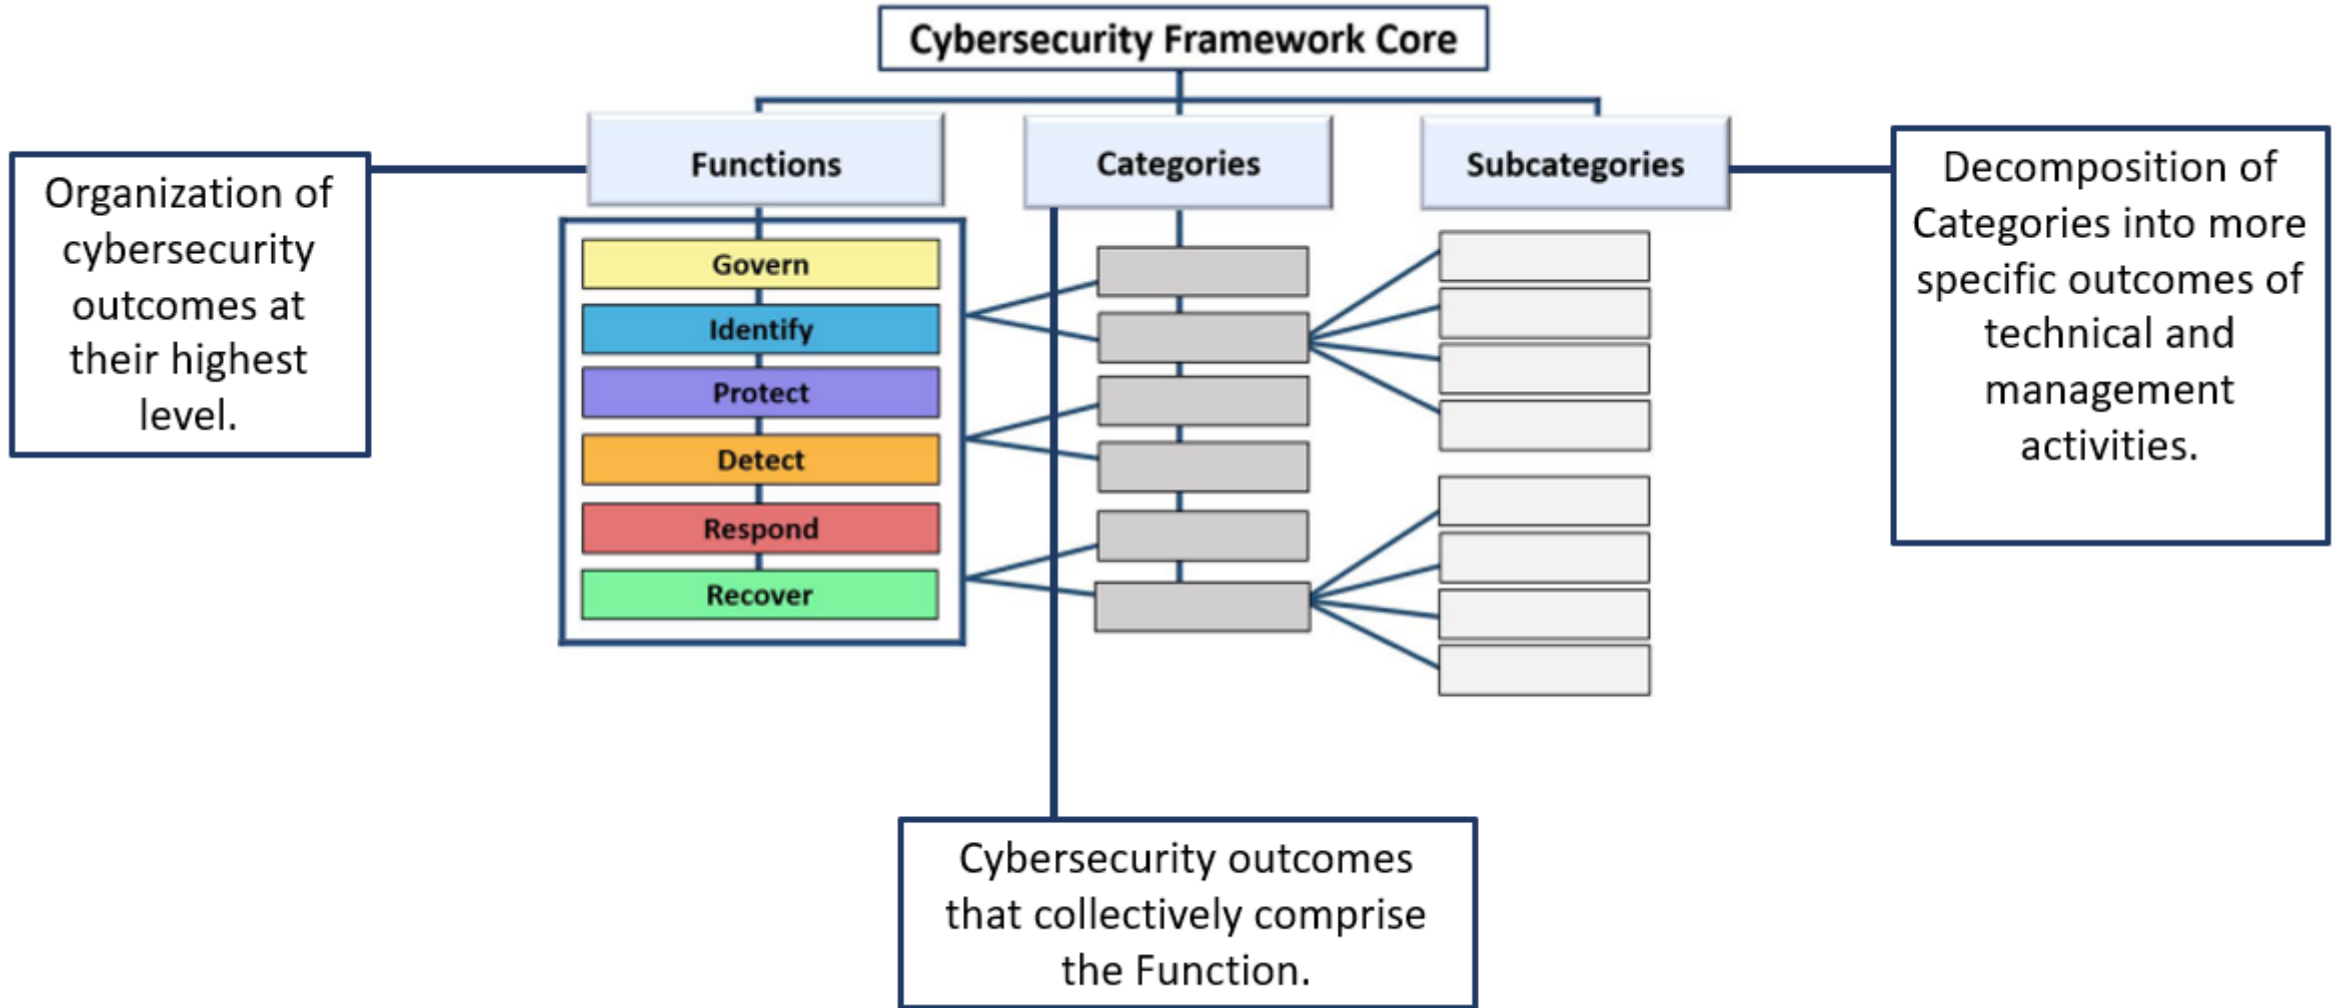 Cybersecurity Framework Core
Functions
Categories
Subcategories
Organization of
cybersecurity
outcomes at
their highest
level.
Govern
Identify
Protect
Detect
Respond
Recover
Decomposition of
Categories into more
specific outcomes of
technical and
management
activities.
Cybersecurity outcomes
that collectively comprise
the Function.